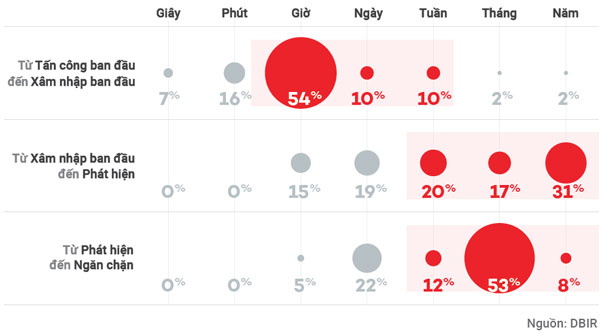 Giây Phút Giờ Ngày Tuần Tháng Năm
Từ Tấn công ban đầu
đến Xâm nhập ban đầu
7% 16% 54% 10% 10% 2% 2%
Từ Xâm nhập ban đầu
đến Phát hiện
0% 0% 15% 19% 20% 17% 31%
Từ Phát hiện
đến Ngăn chặn
0% 0% 5% 22% 12% 53% 8%
Nguồn: DBIR